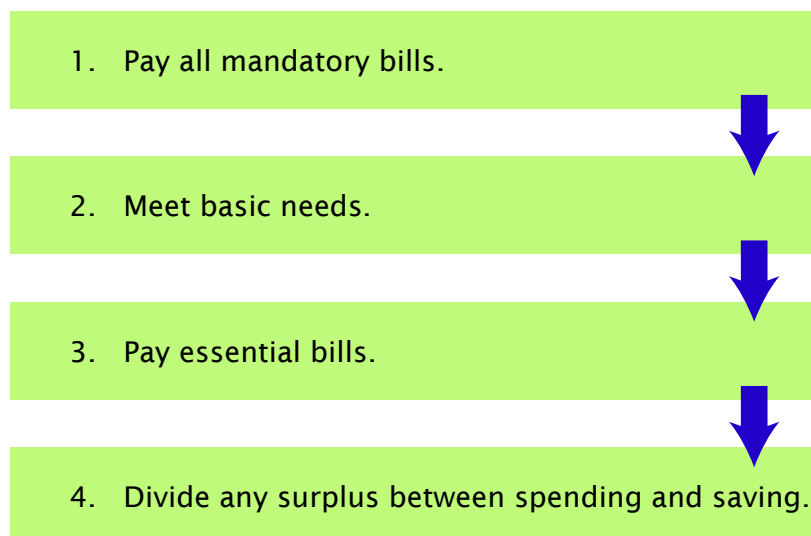 1. Pay all mandatory bills.
2. Meet basic needs.
3. Pay essential bills.
4. Divide any surplus between spending and saving.